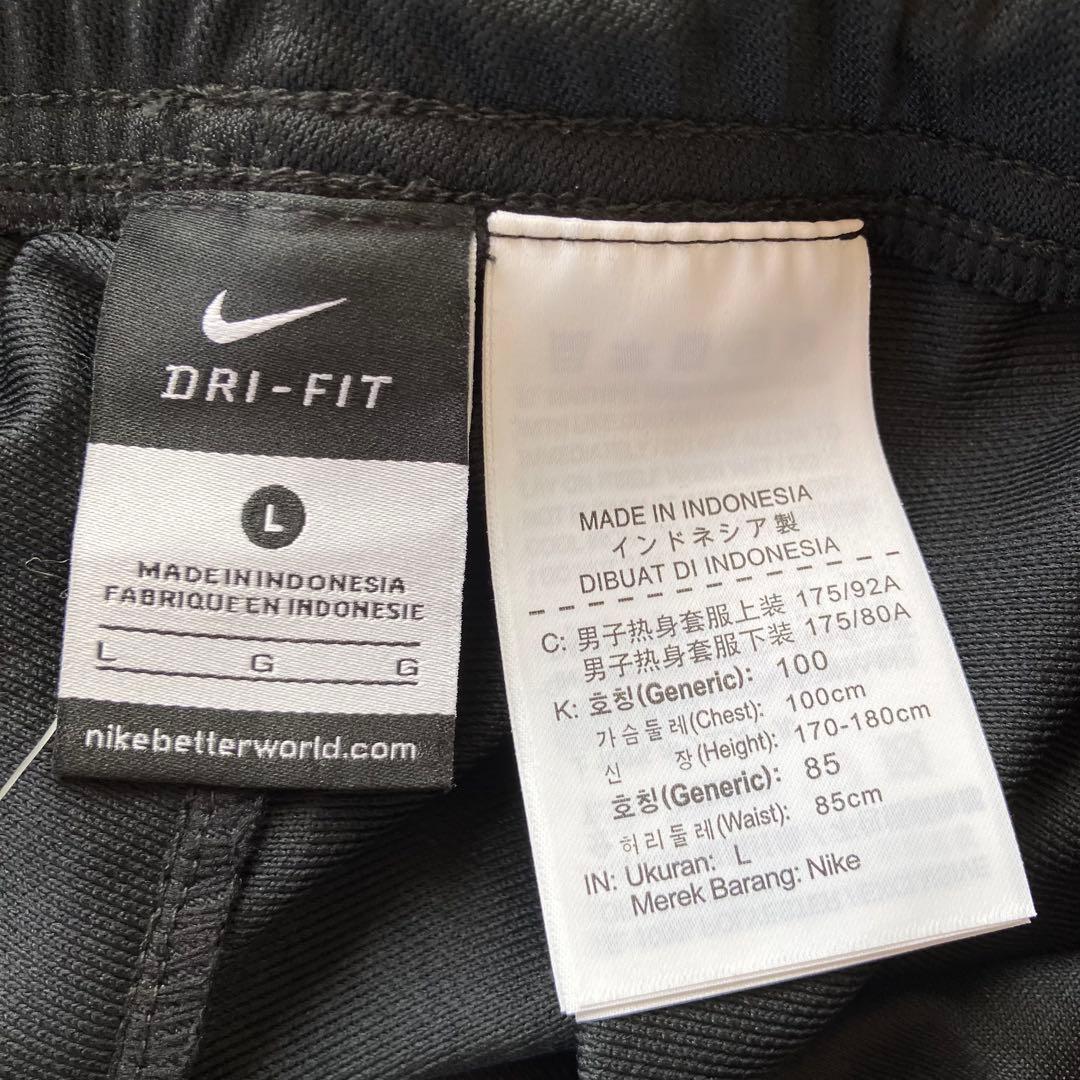 DRI-FIT
L
MADE IN INDONESIA
FABRIQUE EN INDONESIE
L G G
nikebetterworld.com
MADE IN INDONESIA
インドネシア製
DIBUAT DI INDONESIA
C: 男子热身套服上装 175/92A
男子热身套服下装 175/80A
K: 호칭(Generic): 100
가슴둘레(Chest): 100cm
신 장(Height): 170-180cm
호칭(Generic): 85
허리둘레(Waist): 85cm
IN: Ukuran: L
Merek Barang: Nike